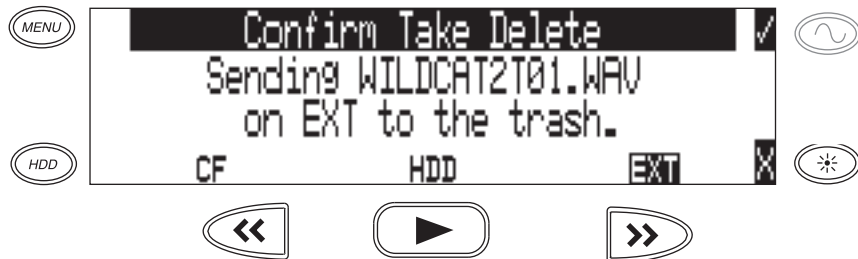 MENU
Confirm Take Delete
Sending WILDCAT2T01.WAV
on EXT to the trash.
HDD
CF HDD EXT X